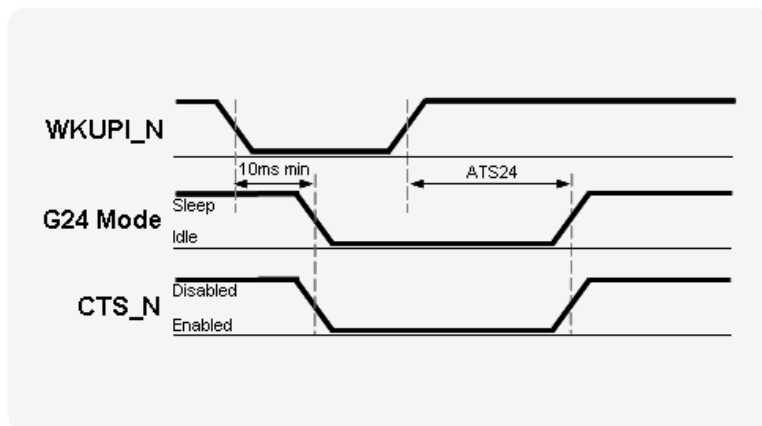 WKUPI_N
10ms min
ATS24
G24 Mode
Sleep
Idle
CTS_N
Disabled
Enabled